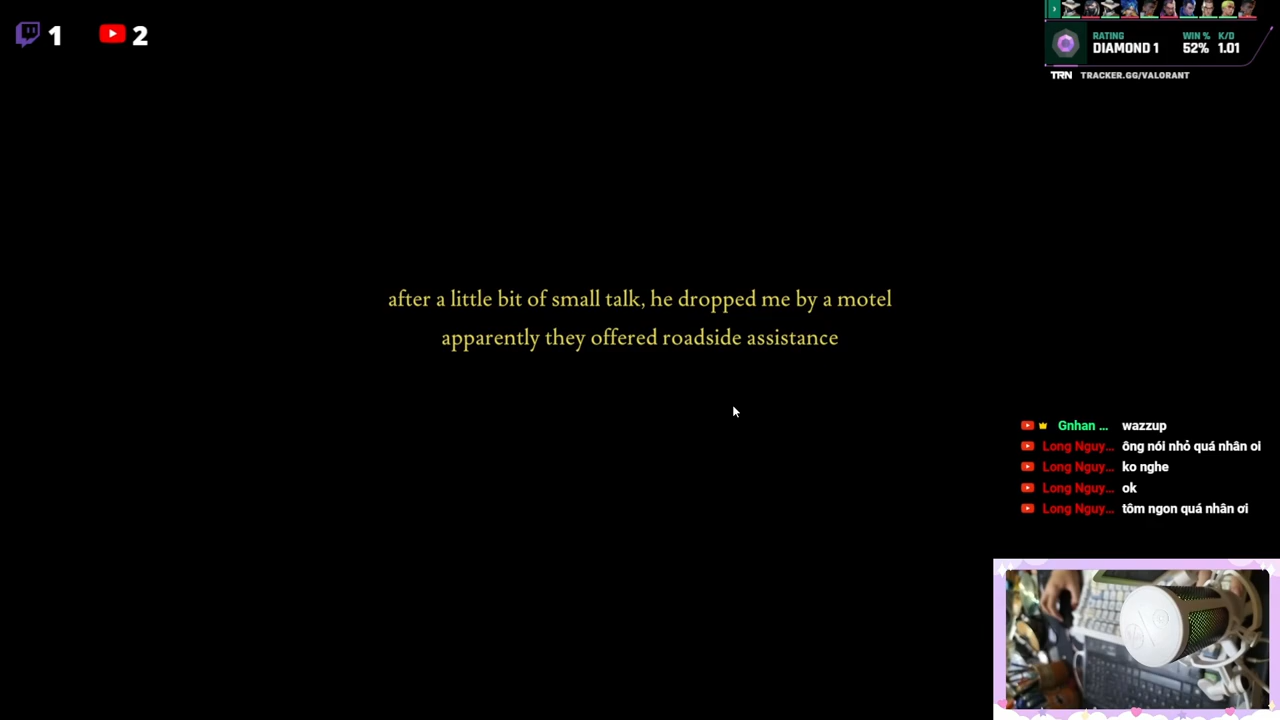 1
2
RATING
DIAMOND 1
WIN %
52%
K/D
1.01
TRN TRACKER.GG/VALORANT
after a little bit of small talk, he dropped me by a motel
apparently they offered roadside assistance
Gnhan ... wazzup
Long Nguy... ông nói nhỏ quá nhân oi
Long Nguy... ko nghe
Long Nguy... ok
Long Nguy... tôm ngon quá nhân ơi